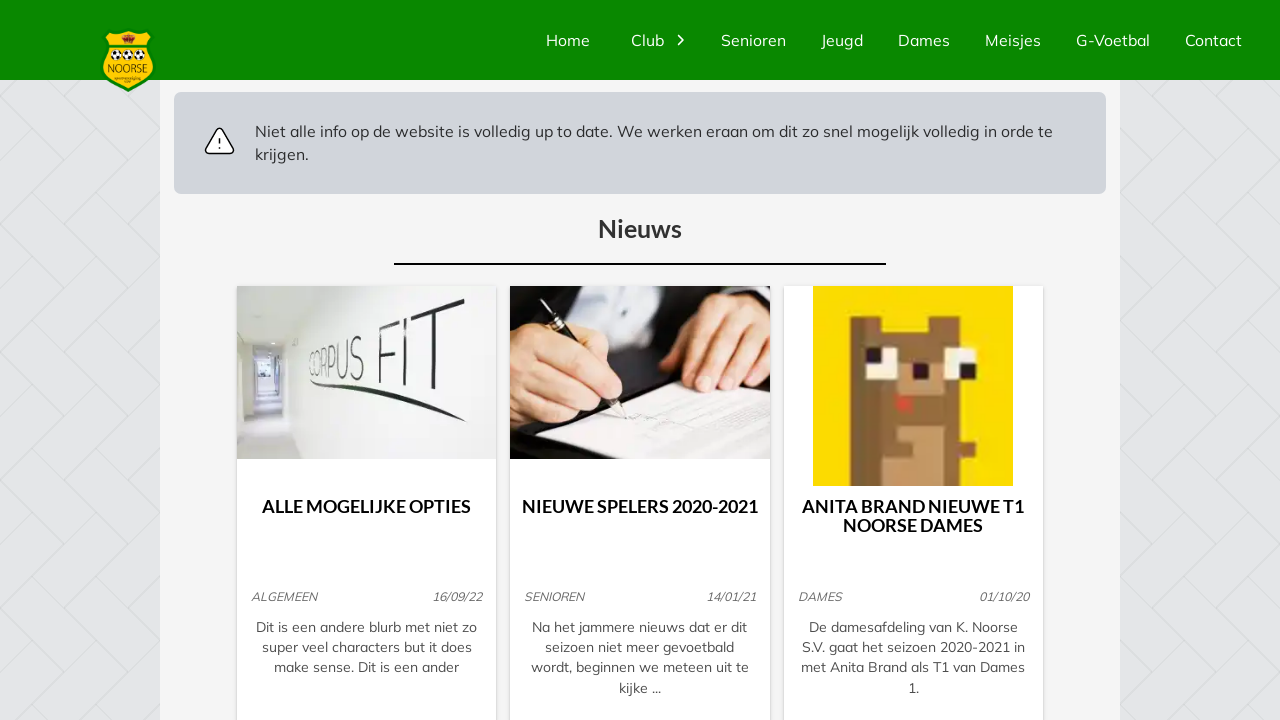 NOORSE
Home
Club
Senioren
Jeugd
Dames
Meisjes
G-Voetbal
Contact
Niet alle info op de website is volledig up to date. We werken eraan om dit zo snel mogelijk volledig in orde te
krijgen.
Nieuws
CORPUS FIT
ALLE MOGELIJKE OPTIES
ALGEMEEN 16/09/22
Dit is een andere blurb met niet zo
super veel characters but it does
make sense. Dit is een ander
NIEUWE SPELERS 2020-2021
SENIOREN 14/01/21
Na het jammere nieuws dat er dit
seizoen niet meer gevoetbald
wordt, beginnen we meteen uit te
kijke ...
ANITA BRAND NIEUWE T1
NOORSE DAMES
DAMES 01/10/20
De damesafdeling van K. Noorse
S.V. gaat het seizoen 2020-2021 in
met Anita Brand als T1 van Dames
1.